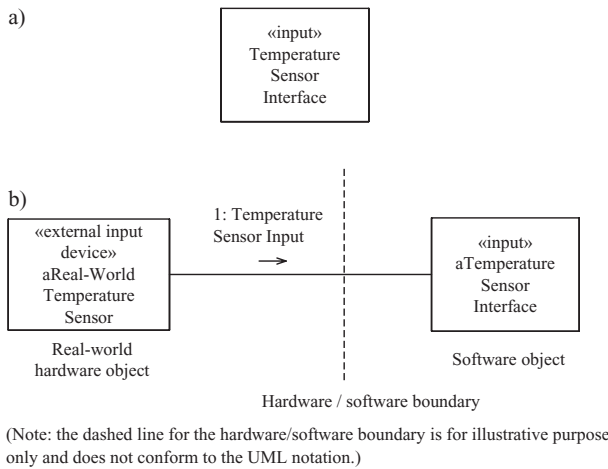 a)
«input»
Temperature
Sensor
Interface
b)
1: Temperature
Sensor Input
«external input
device»
aReal-World
Temperature
Sensor
«input»
aTemperature
Sensor
Interface
Real-world
hardware object
Software object
Hardware / software boundary
(Note: the dashed line for the hardware/software boundary is for illustrative purposes
only and does not conform to the UML notation.)